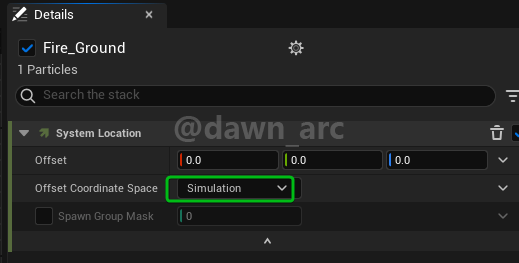 Details
Fire_Ground
1 Particles
Search the stack
@dawn_arc
System Location
Offset 0.0 0.0 0.0
Offset Coordinate Space Simulation
Spawn Group Mask 0